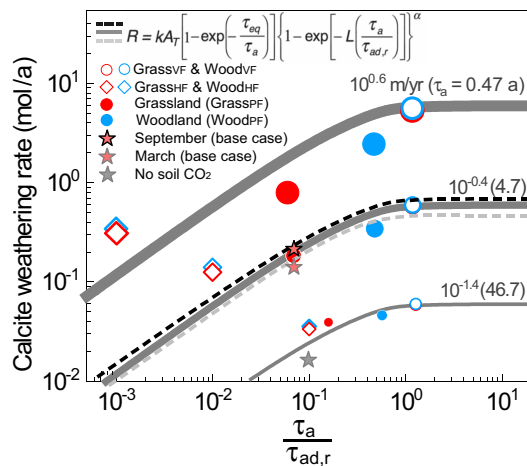 R = kA_T[1-exp(-τ_eq/τ_a)]{1-exp[-L(τ_a/τ_ad,r)]}^α
Grass_VF & Wood_VF
Grass_HF & Wood_HF
Grassland (Grass_PF)
Woodland (Wood_PF)
September (base case)
March (base case)
No soil CO₂
10^0.6 m/yr (τ_a = 0.47 a)
10^-0.4(4.7)
10^-1.4(46.7)
Calcite weathering rate (mol/a)
10^2
10^1
10^0
10^-1
10^-2
10^-3
10^-2
10^-1
10^0
10^1
τ_a
τ_ad,r